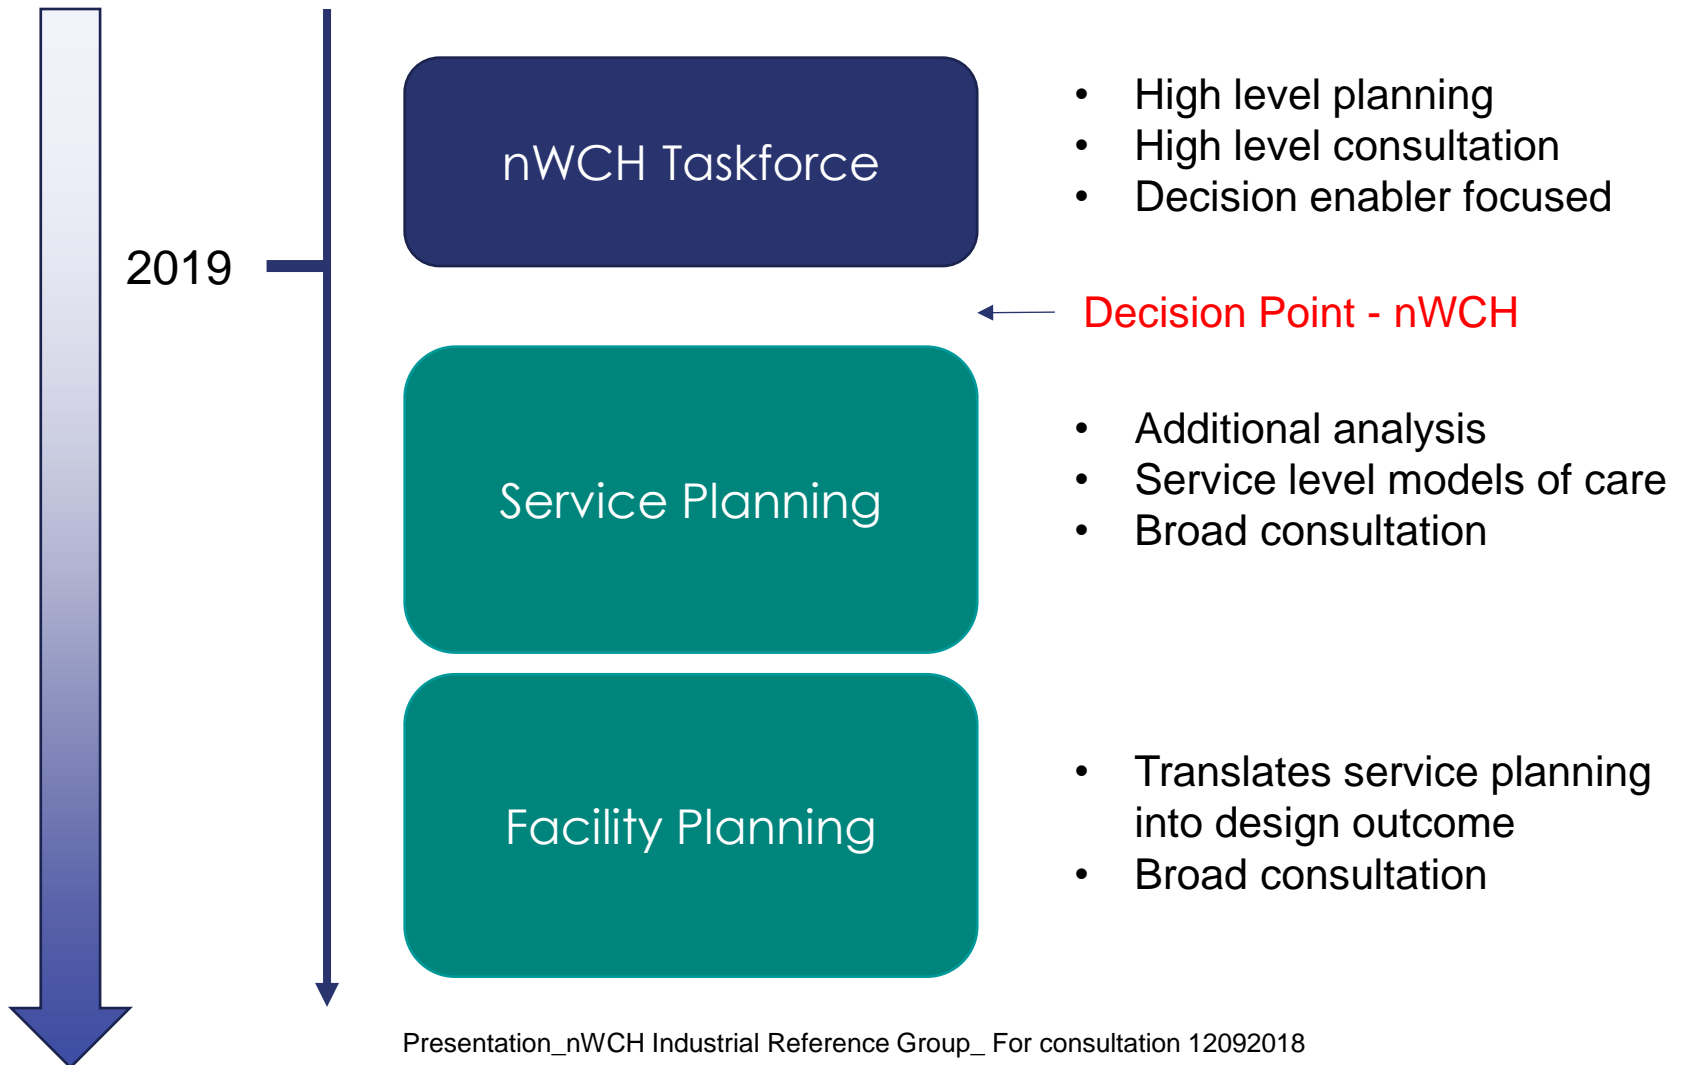 nWCH Taskforce
• High level planning
• High level consultation
• Decision enabler focused
2019
Decision Point - nWCH
Service Planning
• Additional analysis
• Service level models of care
• Broad consultation
Facility Planning
• Translates service planning
into design outcome
• Broad consultation
Presentation_nWCH Industrial Reference Group_ For consultation 12092018